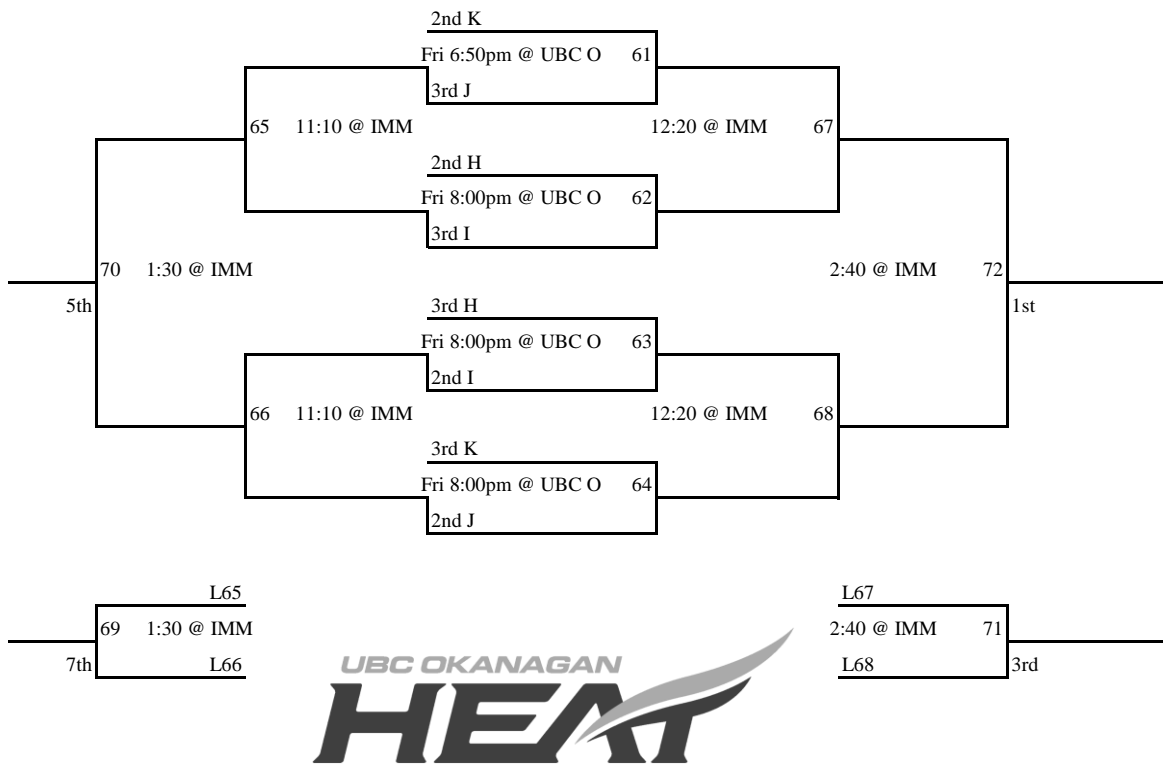 2nd K
Fri 6:50pm @ UBC O 61
3rd J
65 11:10 @ IMM 12:20 @ IMM 67
2nd H
Fri 8:00pm @ UBC O 62
3rd I
70 1:30 @ IMM 2:40 @ IMM 72
5th 3rd H 1st
Fri 8:00pm @ UBC O 63
2nd I
66 11:10 @ IMM 12:20 @ IMM 68
3rd K
Fri 8:00pm @ UBC O 64
2nd J
L65 L67
69 1:30 @ IMM 2:40 @ IMM 71
7th L66 L68 3rd
UBC OKANAGAN
HEAT